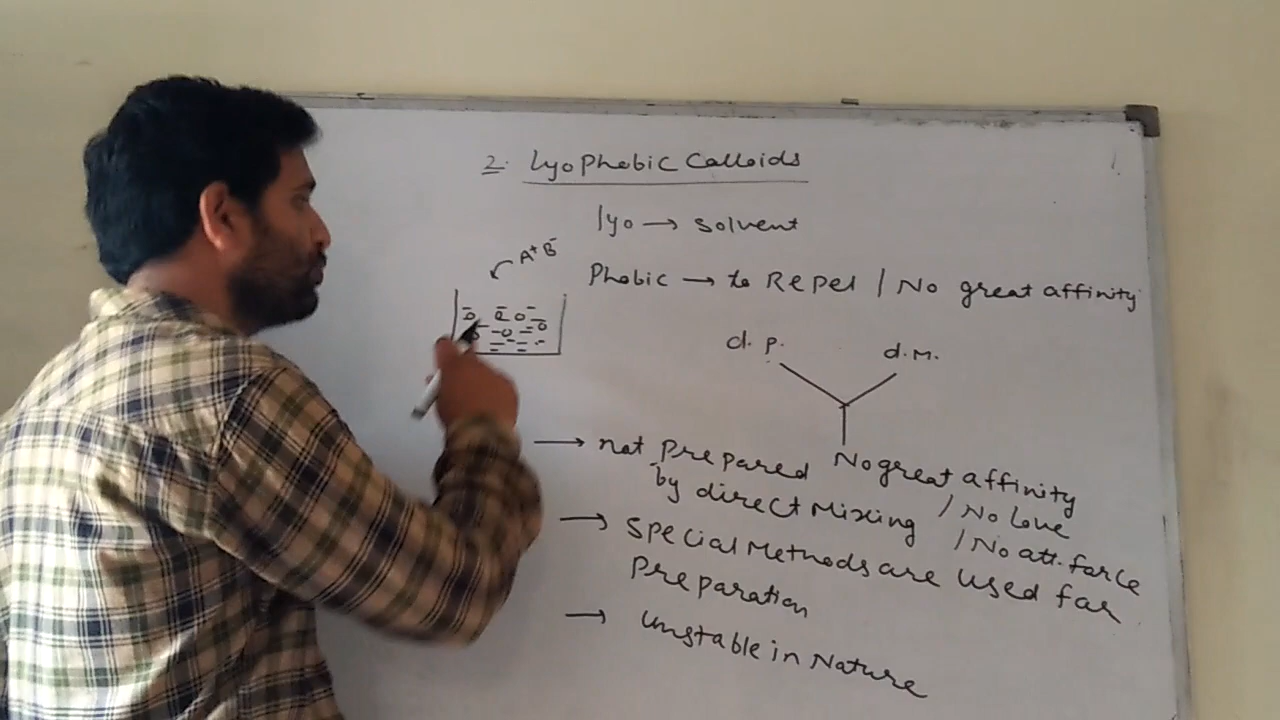 2. Lyophobic Colloids
lyo → solvent
A⁺ B⁻
Phobic → to Repel / No great affinity
d. p.
d. M.
No great affinity
/ No Love
/ No att. force
→ not prepared
by direct Mixing
→ special Methods are used for
preparation
→ Unstable in Nature